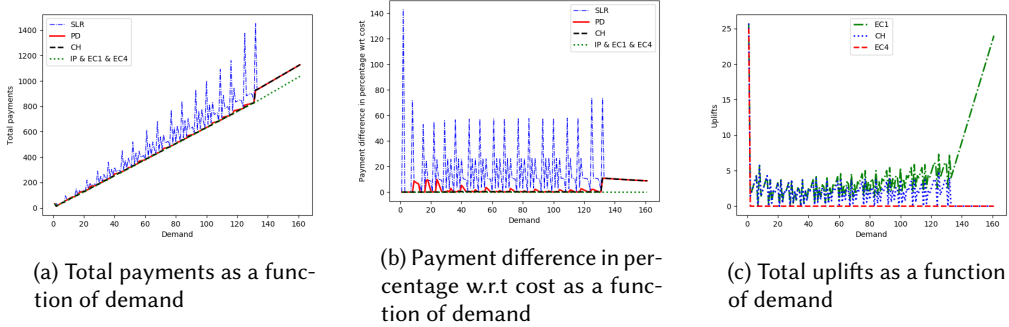 SLR
PD
CH
IP & EC1 & EC4
Total payments
1400
1200
1000
800
600
400
200
0
0 20 40 60 80 100 120 140 160
Demand
(a) Total payments as a func-
tion of demand
SLR
PD
CH
IP & EC1 & EC4
Payment difference in percentage wrt cost
140
120
100
80
60
40
20
0
0 20 40 60 80 100 120 140 160
Demand
(b) Payment difference in per-
centage w.r.t cost as a func-
tion of demand
EC1
CH
EC4
Uplifts
25
20
15
10
5
0
0 20 40 60 80 100 120 140 160
Demand
(c) Total uplifts as a function
of demand